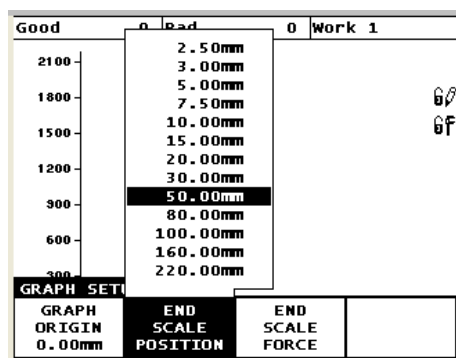 Good 0 Rad 0 Work 1
2100
1800
1500
1200
900
600
300
2.50mm
3.00mm
5.00mm
7.50mm
10.00mm
15.00mm
20.00mm
30.00mm
50.00mm
80.00mm
100.00mm
160.00mm
220.00mm
GRAPH SETU
GRAPH
ORIGIN
0.00mm
END
SCALE
POSITION
END
SCALE
FORCE